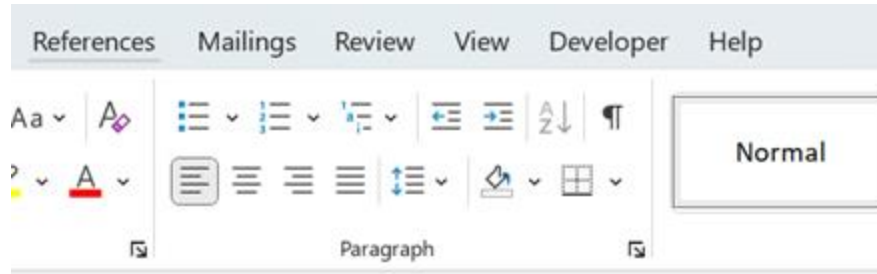 References Mailings Review View Developer Help
Aa
Normal
A
Paragraph